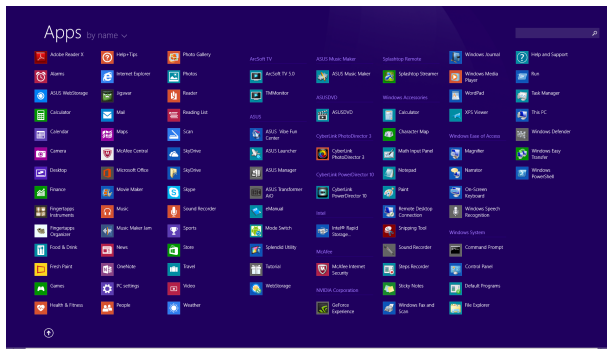 Apps by name
Adobe Reader X
Alarms
ASUS WebStorage
Calculator
Calendar
Camera
Desktop
Finance
Fingertapps
Instruments
Fingertapps
Organizer
Food & Drink
Fresh Paint
Games
Health & Fitness
Help+Tips
Internet Explorer
Jigsaw
Mail
Maps
McAfee Central
Microsoft Office
Movie Maker
Music
Music Maker Jam
News
OneNote
PC settings
People
Photo Gallery
Photos
Reader
Reading List
Scan
SkyDrive
SkyDrive
Skype
Sound Recorder
Sports
Store
Travel
Video
Weather
ArcSoft TV
ArcSoft TV 5.0
TMMonitor
ASUS
ASUS Vibe Fun
Center
ASUS Launcher
ASUS Manager
ASUS Transformer
AiO
eManual
Mode Switch
Splendid Utility
Tutorial
WebStorage
ASUS Music Maker
ASUS Music Maker
ASUSDVD
ASUSDVD
CyberLink PhotoDirector 3
CyberLink
PhotoDirector 3
CyberLink PowerDirector 10
CyberLink
PowerDirector 10
Intel
Intel® Rapid
Storage...
McAfee
McAfee Internet
Security
NVIDIA Corporation
GeForce
Experience
Splashtop Remote
Splashtop Streamer
Windows Accessories
Calculator
Character Map
Math Input Panel
Notepad
Paint
Remote Desktop
Connection
Snipping Tool
Sound Recorder
Steps Recorder
Sticky Notes
Windows Fax and
Scan
Windows Journal
Windows Media
Player
WordPad
XPS Viewer
Windows Ease of Access
Magnifier
Narrator
On-Screen
Keyboard
Windows Speech
Recognition
Windows System
Command Prompt
Control Panel
Default Programs
File Explorer
Help and Support
Run
Task Manager
This PC
Windows Defender
Windows Easy
Transfer
Windows
PowerShell